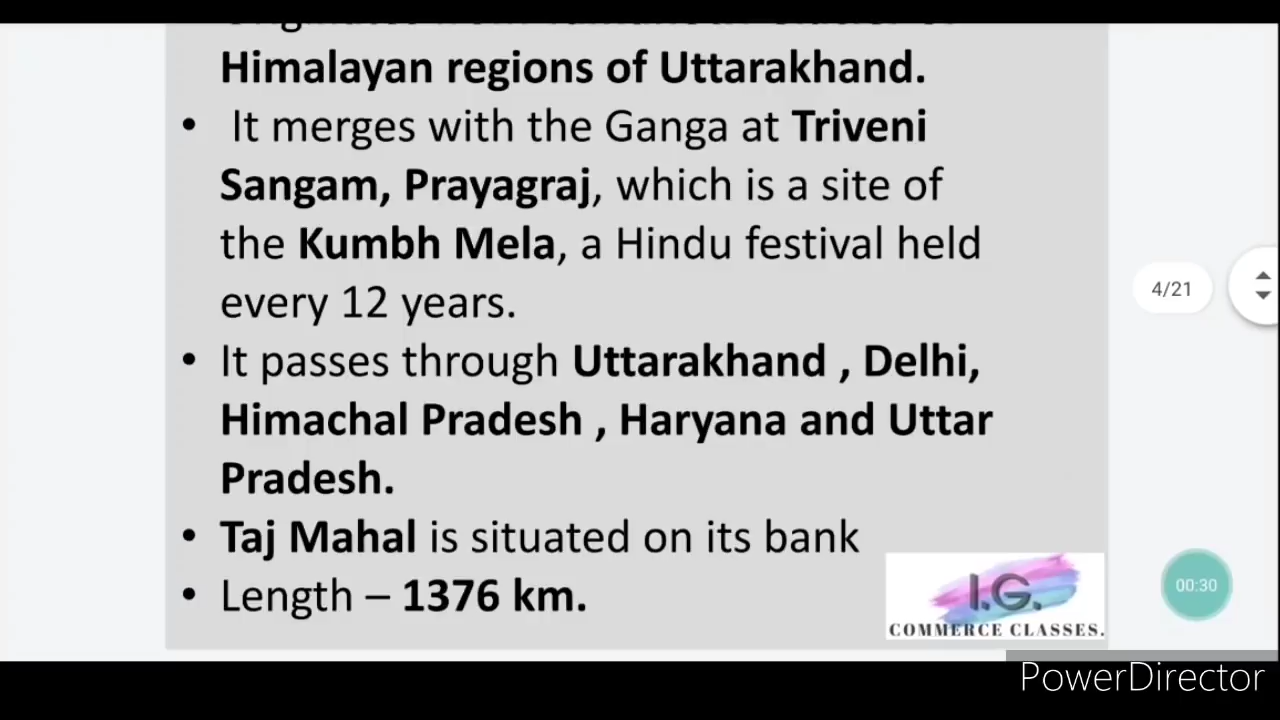 Himalayan regions of Uttarakhand.
• It merges with the Ganga at Triveni
Sangam, Prayagraj, which is a site of
the Kumbh Mela, a Hindu festival held
every 12 years.
• It passes through Uttarakhand , Delhi,
Himachal Pradesh , Haryana and Uttar
Pradesh.
• Taj Mahal is situated on its bank
• Length – 1376 km.
4/21
00:30
I.G.
COMMERCE CLASSES.
PowerDirector